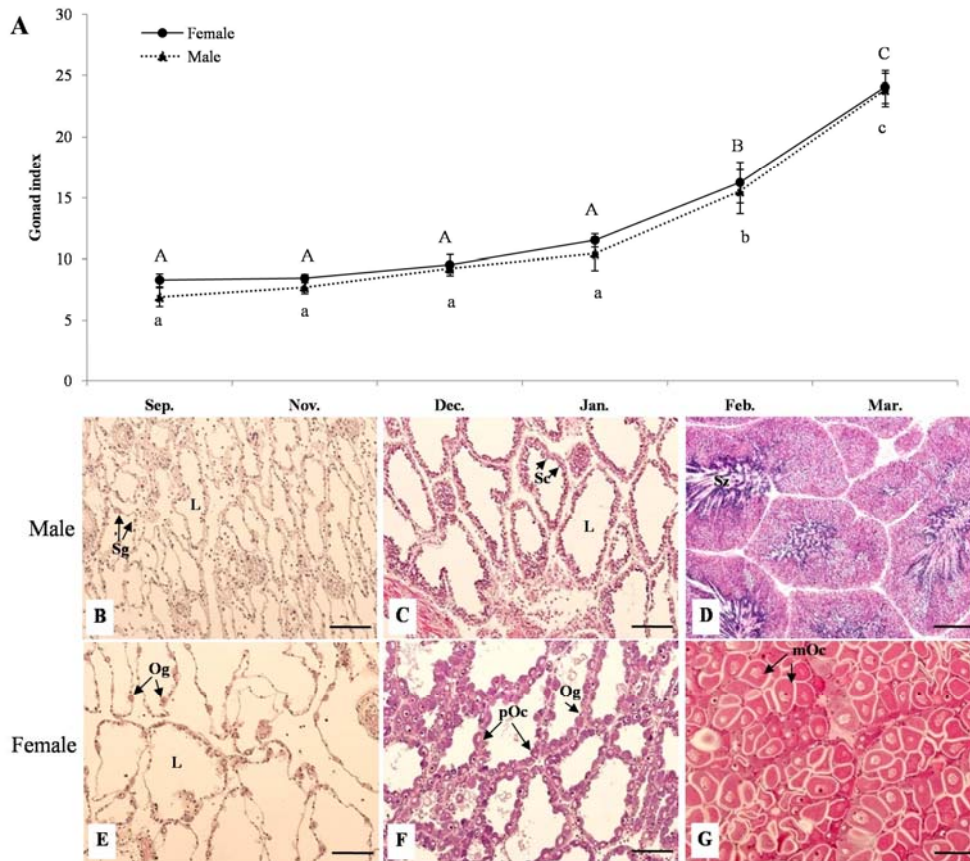 A
30
25
20
15
10
5
0
Gonad index
Female
Male
A
A
A
A
B
C
a
a
a
a
b
c
Sep.
Nov.
Dec.
Jan.
Feb.
Mar.
Male
Sg
L
B
Sc
L
C
Sz
D
Female
Og
L
E
pOc
Og
F
mOc
G